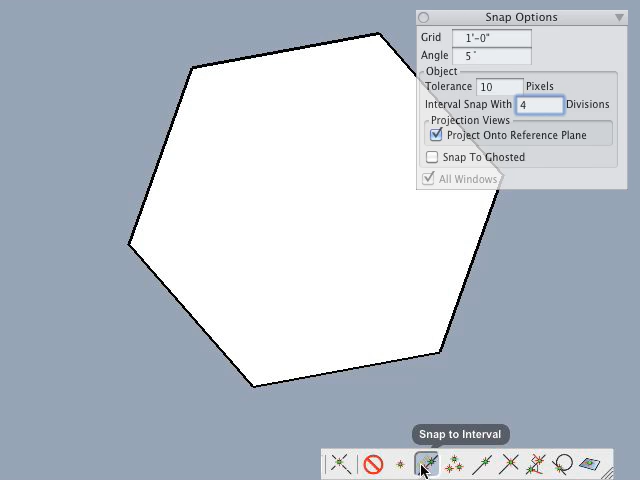 Snap Options
Grid 1'-0"
Angle 5°
Object
Tolerance 10 Pixels
Interval Snap With 4 Divisions
Projection Views
Project Onto Reference Plane
Snap To Ghosted
All Windows
Snap to Interval